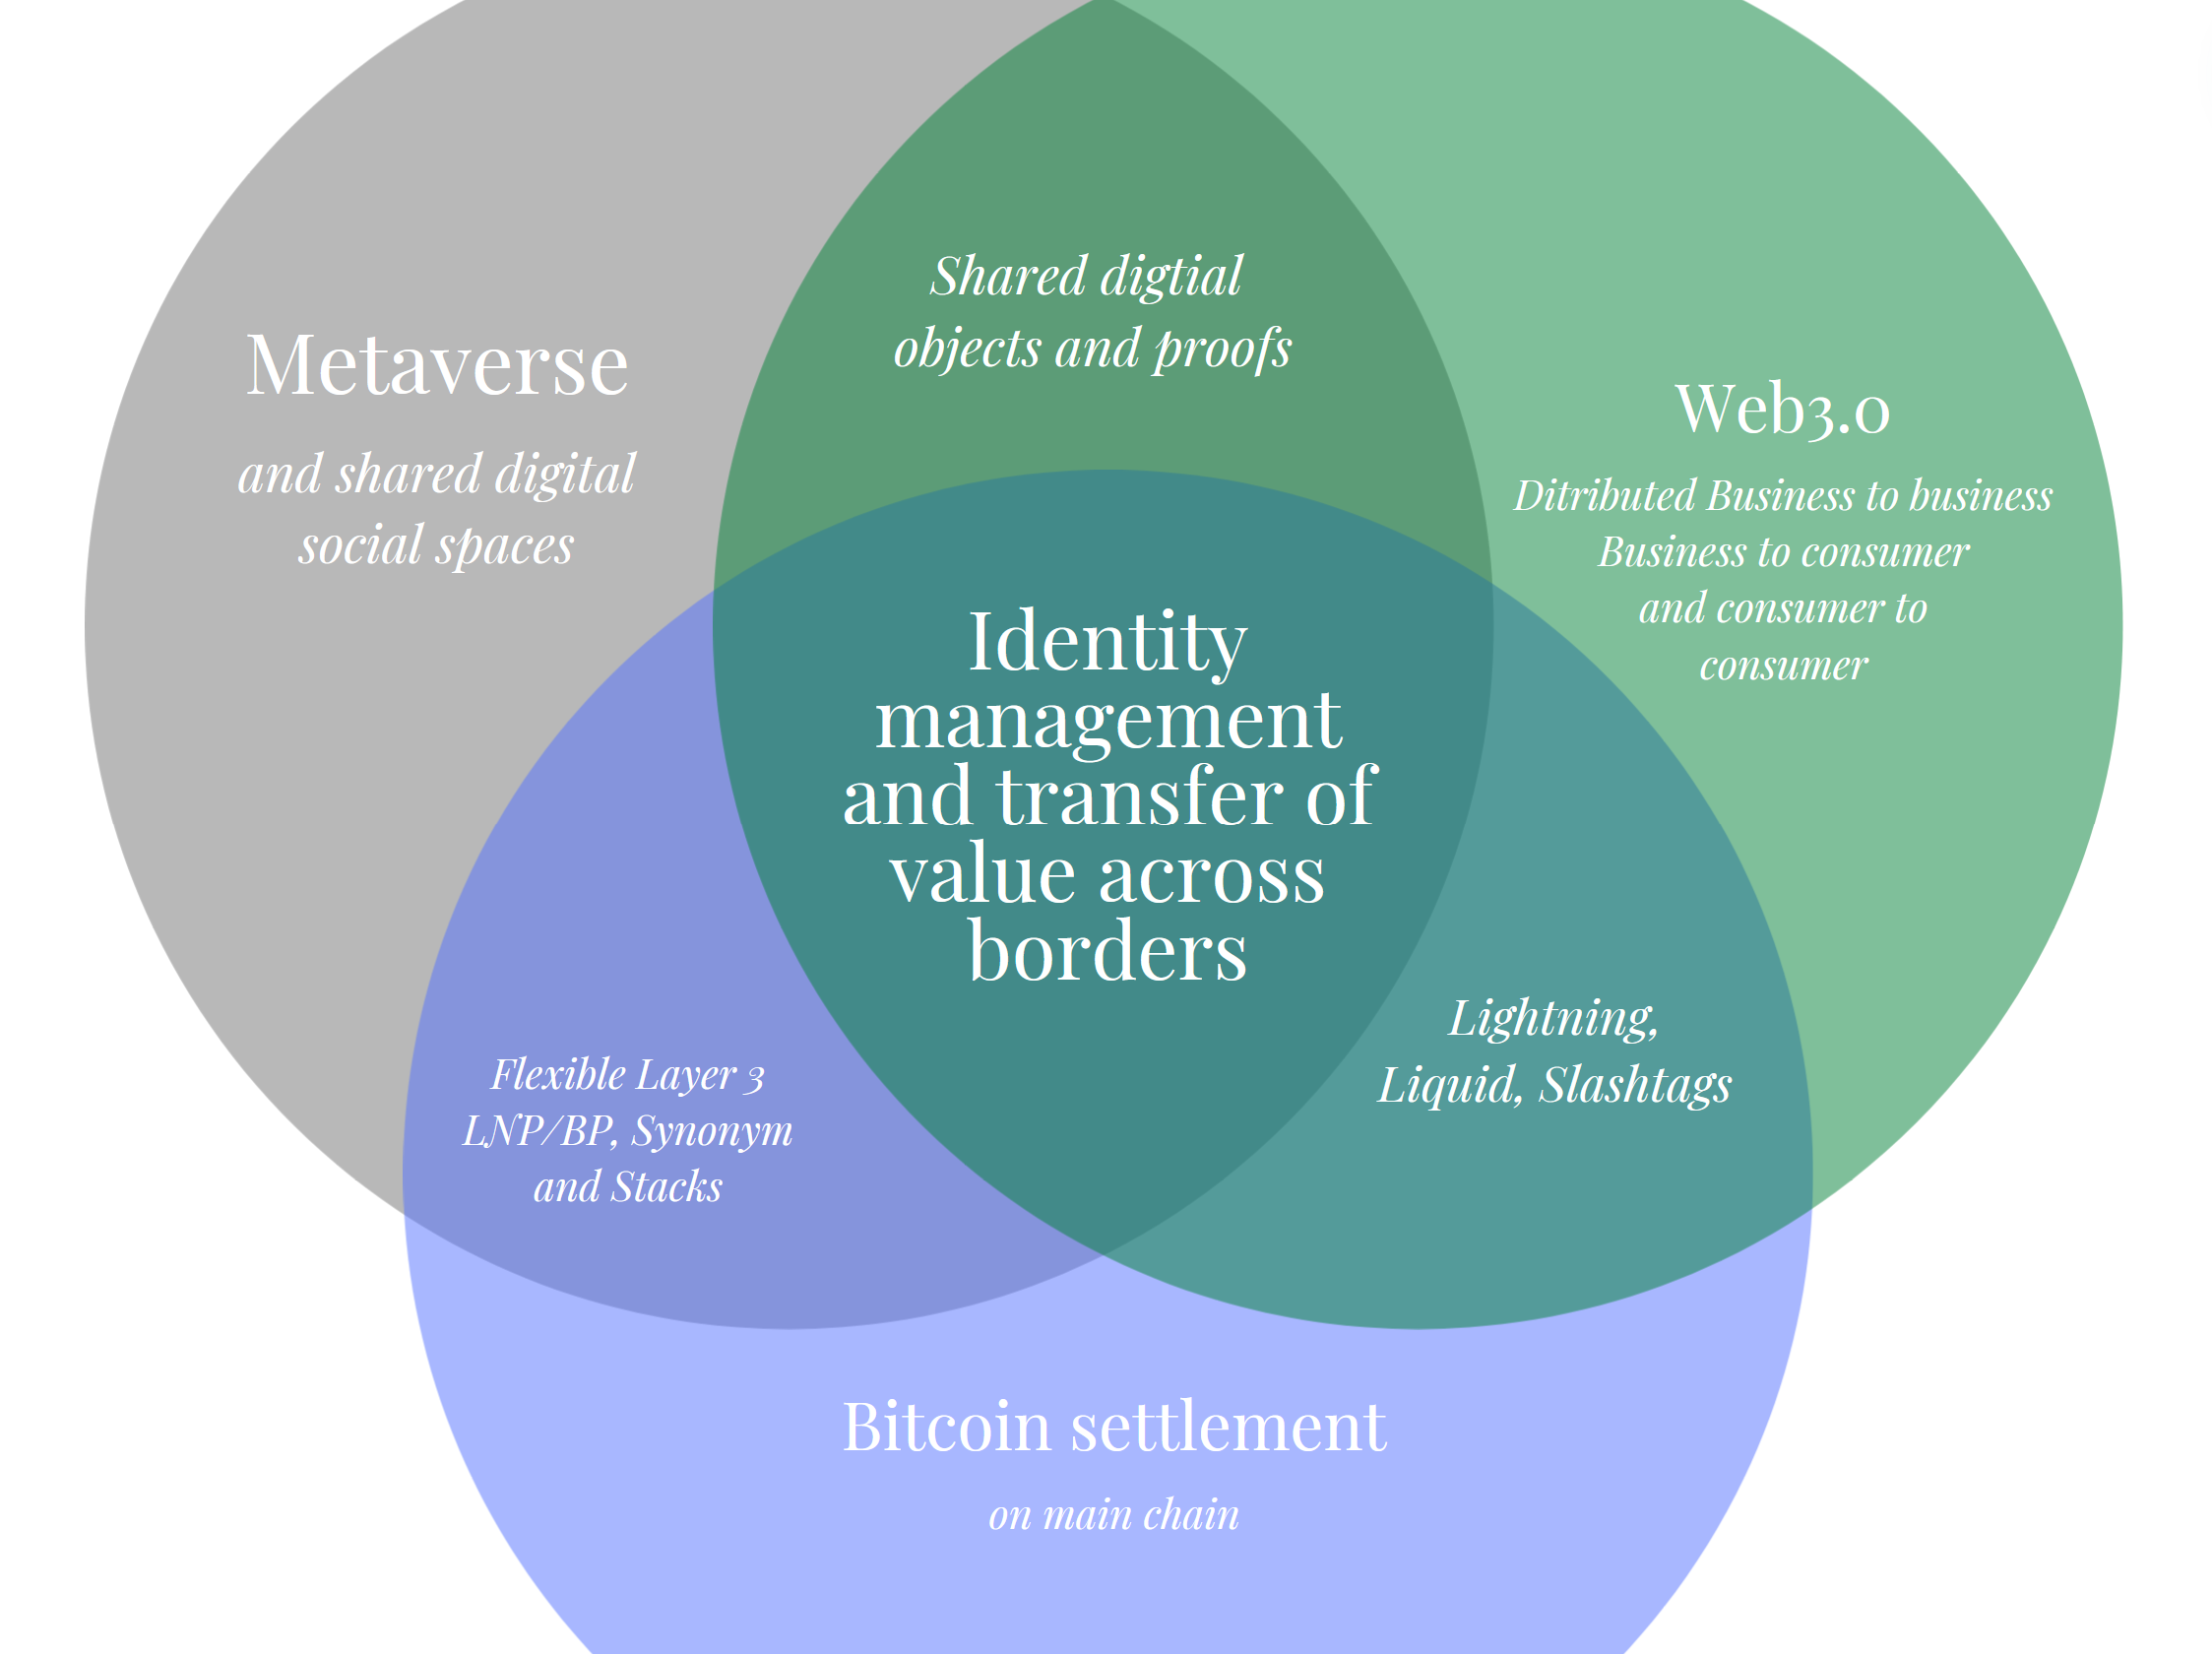 Shared digtial
objects and proofs
Metaverse
and shared digital
social spaces
Web3.0
Ditributed Business to business
Business to consumer
and consumer to
consumer
Identity
management
and transfer of
value across
borders
Flexible Layer 3
LNP/BP, Synonym
and Stacks
Lightning,
Liquid, Slashtags
Bitcoin settlement
on main chain